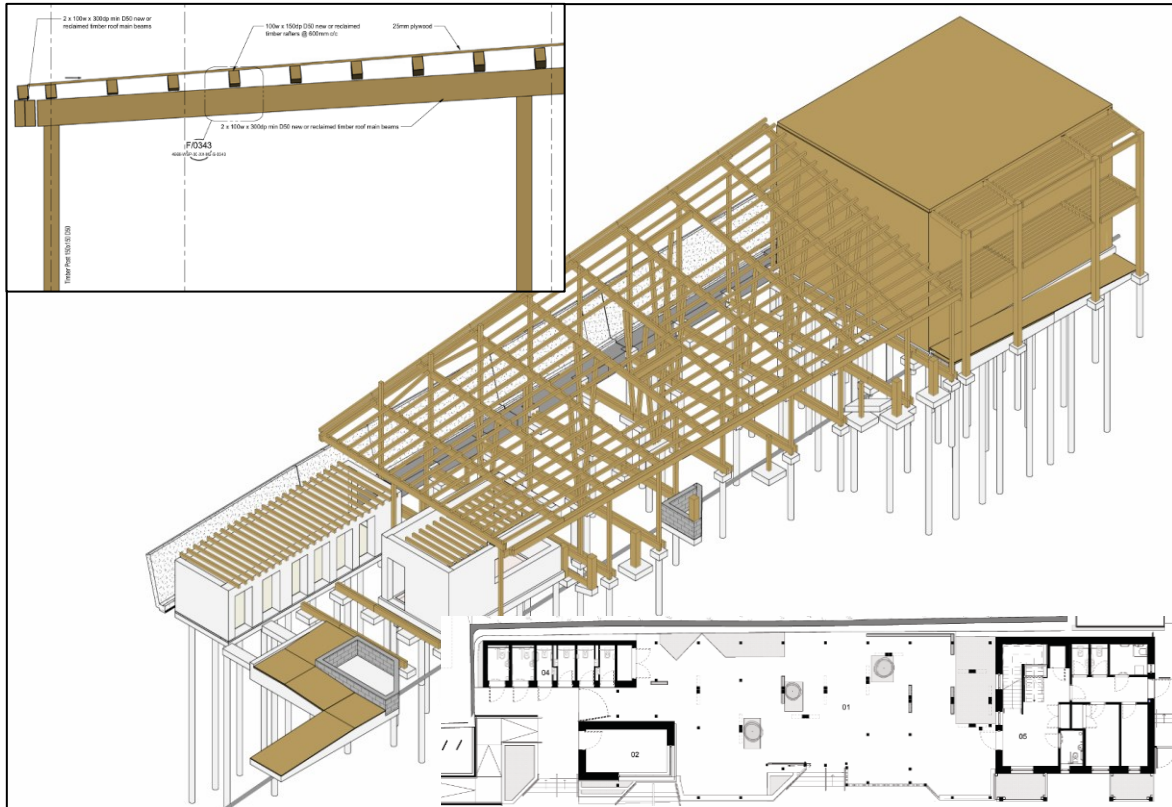 2 x 100w x 300dp min D50 new or
reclaimed timber roof main beams
100w x 150dp D50 new or reclaimed
timber rafters @ 600mm c/c
25mm plywood
2 x 100w x 300dp min D50 new or reclaimed timber roof main beams
F/0343
Timber Post 150x150 D50
04
01
02
05